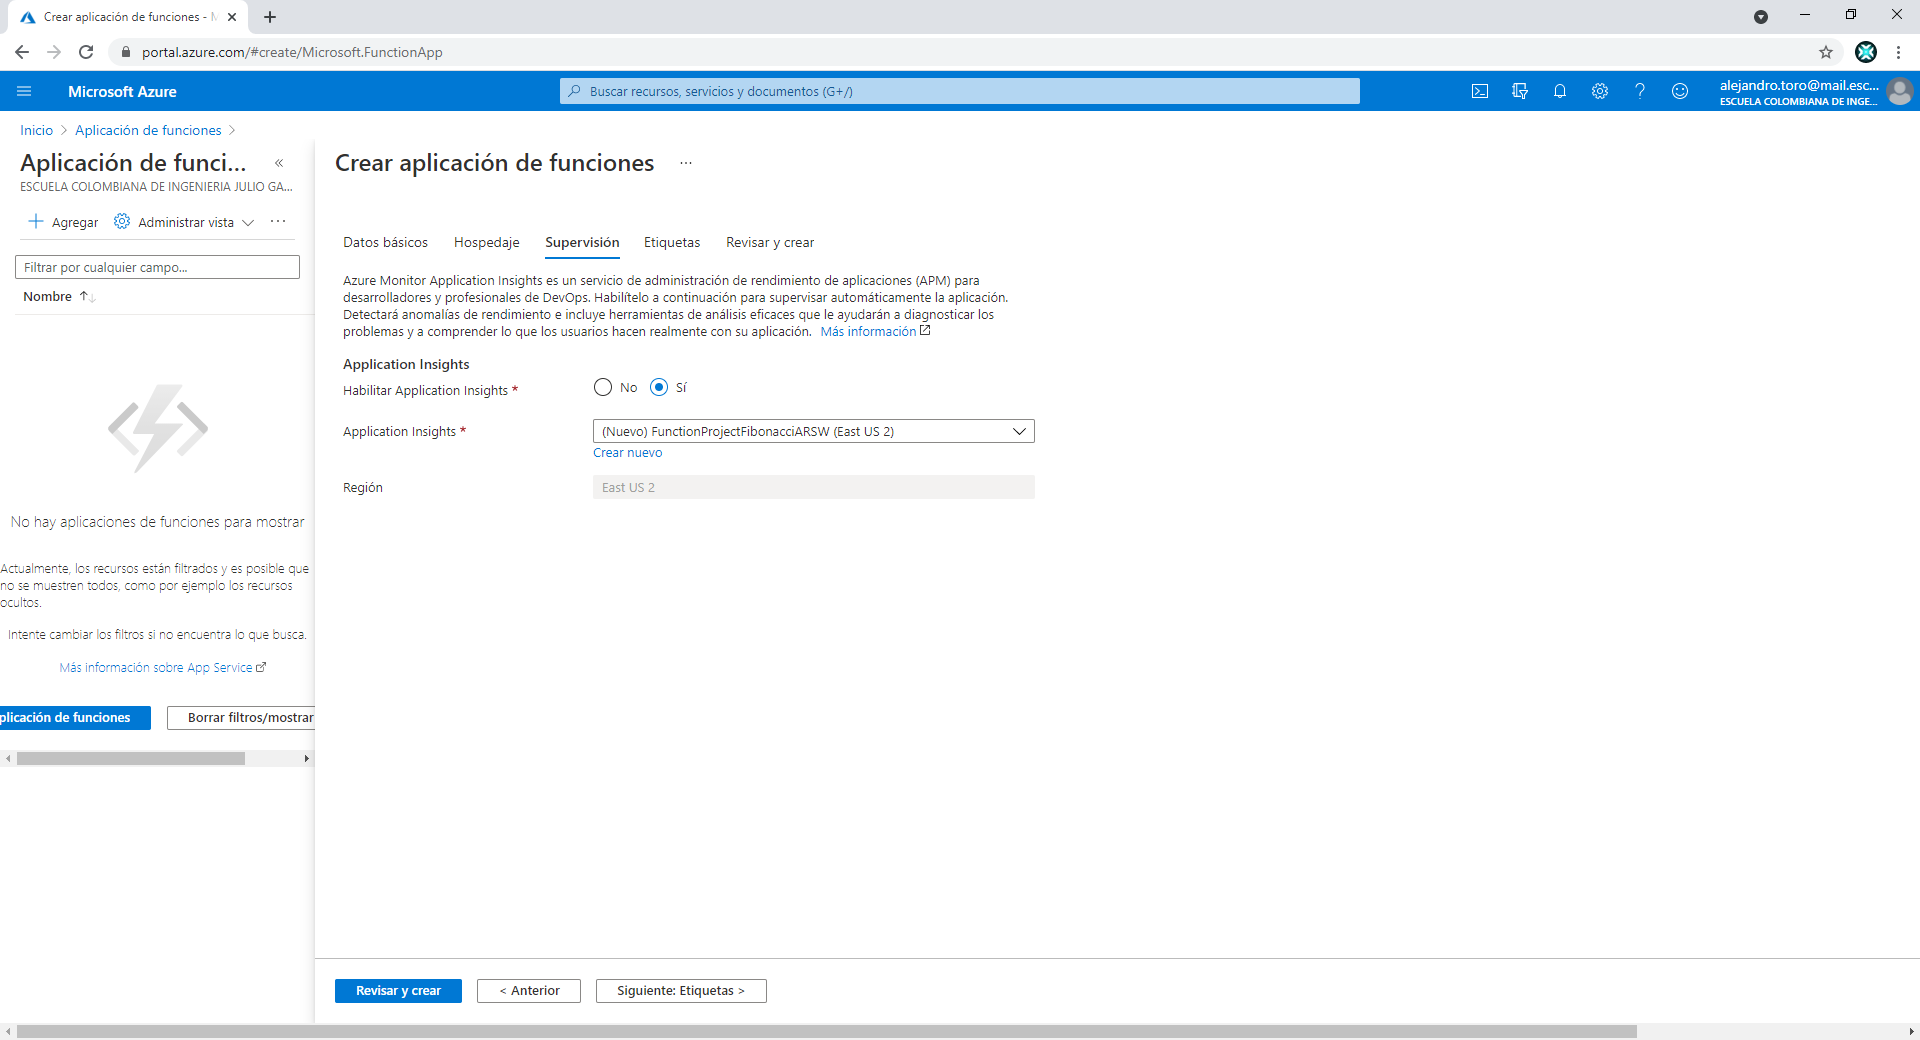 Crear aplicación de funciones - M
portal.azure.com/#create/Microsoft.FunctionApp
Microsoft Azure
Buscar recursos, servicios y documentos (G+/)
alejandro.toro@mail.esc...
ESCUELA COLOMBIANA DE INGE...
Inicio > Aplicación de funciones >
Aplicación de funci... «
ESCUELA COLOMBIANA DE INGENIERIA JULIO GA...
Agregar Administrar vista ...
Filtrar por cualquier campo...
Nombre
No hay aplicaciones de funciones para mostrar
Actualmente, los recursos están filtrados y es posible que
no se muestren todos, como por ejemplo los recursos
ocultos.
Intente cambiar los filtros si no encuentra lo que busca.
Más información sobre App Service
plicación de funciones Borrar filtros/mostrar
Crear aplicación de funciones ...
Datos básicos Hospedaje Supervisión Etiquetas Revisar y crear
Azure Monitor Application Insights es un servicio de administración de rendimiento de aplicaciones (APM) para
desarrolladores y profesionales de DevOps. Habilítelo a continuación para supervisar automáticamente la aplicación.
Detectará anomalías de rendimiento e incluye herramientas de análisis eficaces que le ayudarán a diagnosticar los
problemas y a comprender lo que los usuarios hacen realmente con su aplicación. Más información
Application Insights
Habilitar Application Insights * No Sí
Application Insights * (Nuevo) FunctionProjectFibonacciARSW (East US 2)
Crear nuevo
Región East US 2
Revisar y crear < Anterior Siguiente: Etiquetas >